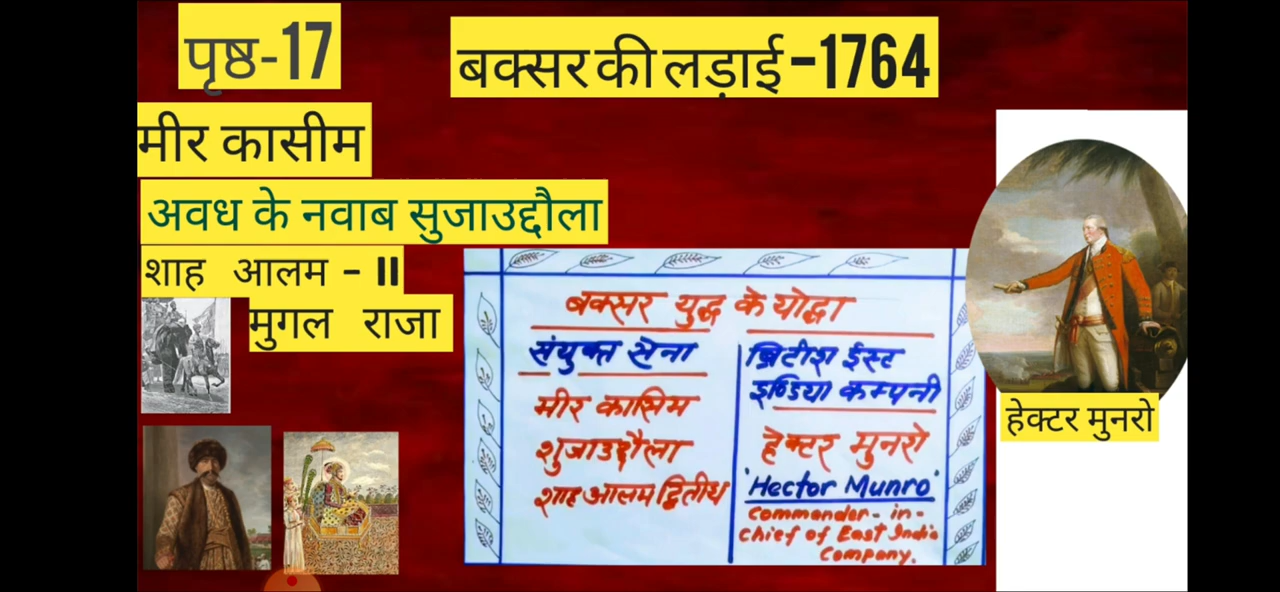 पृष्ठ-17
बक्सर की लड़ाई -1764
मीर कासीम
अवध के नवाब सुजाउद्दौला
शाह आलम - II
मुगल राजा
बक्सर युद्ध के योद्धा
संयुक्त सेना
मीर कासिम
शुजाउद्दौला
शाह आलम द्वितीय
ब्रिटीश ईस्ट
इण्डिया कम्पनी
हेक्टर मुनरो
'Hector Munro'
Commander-in-
chief of East India
Company.
हेक्टर मुनरो